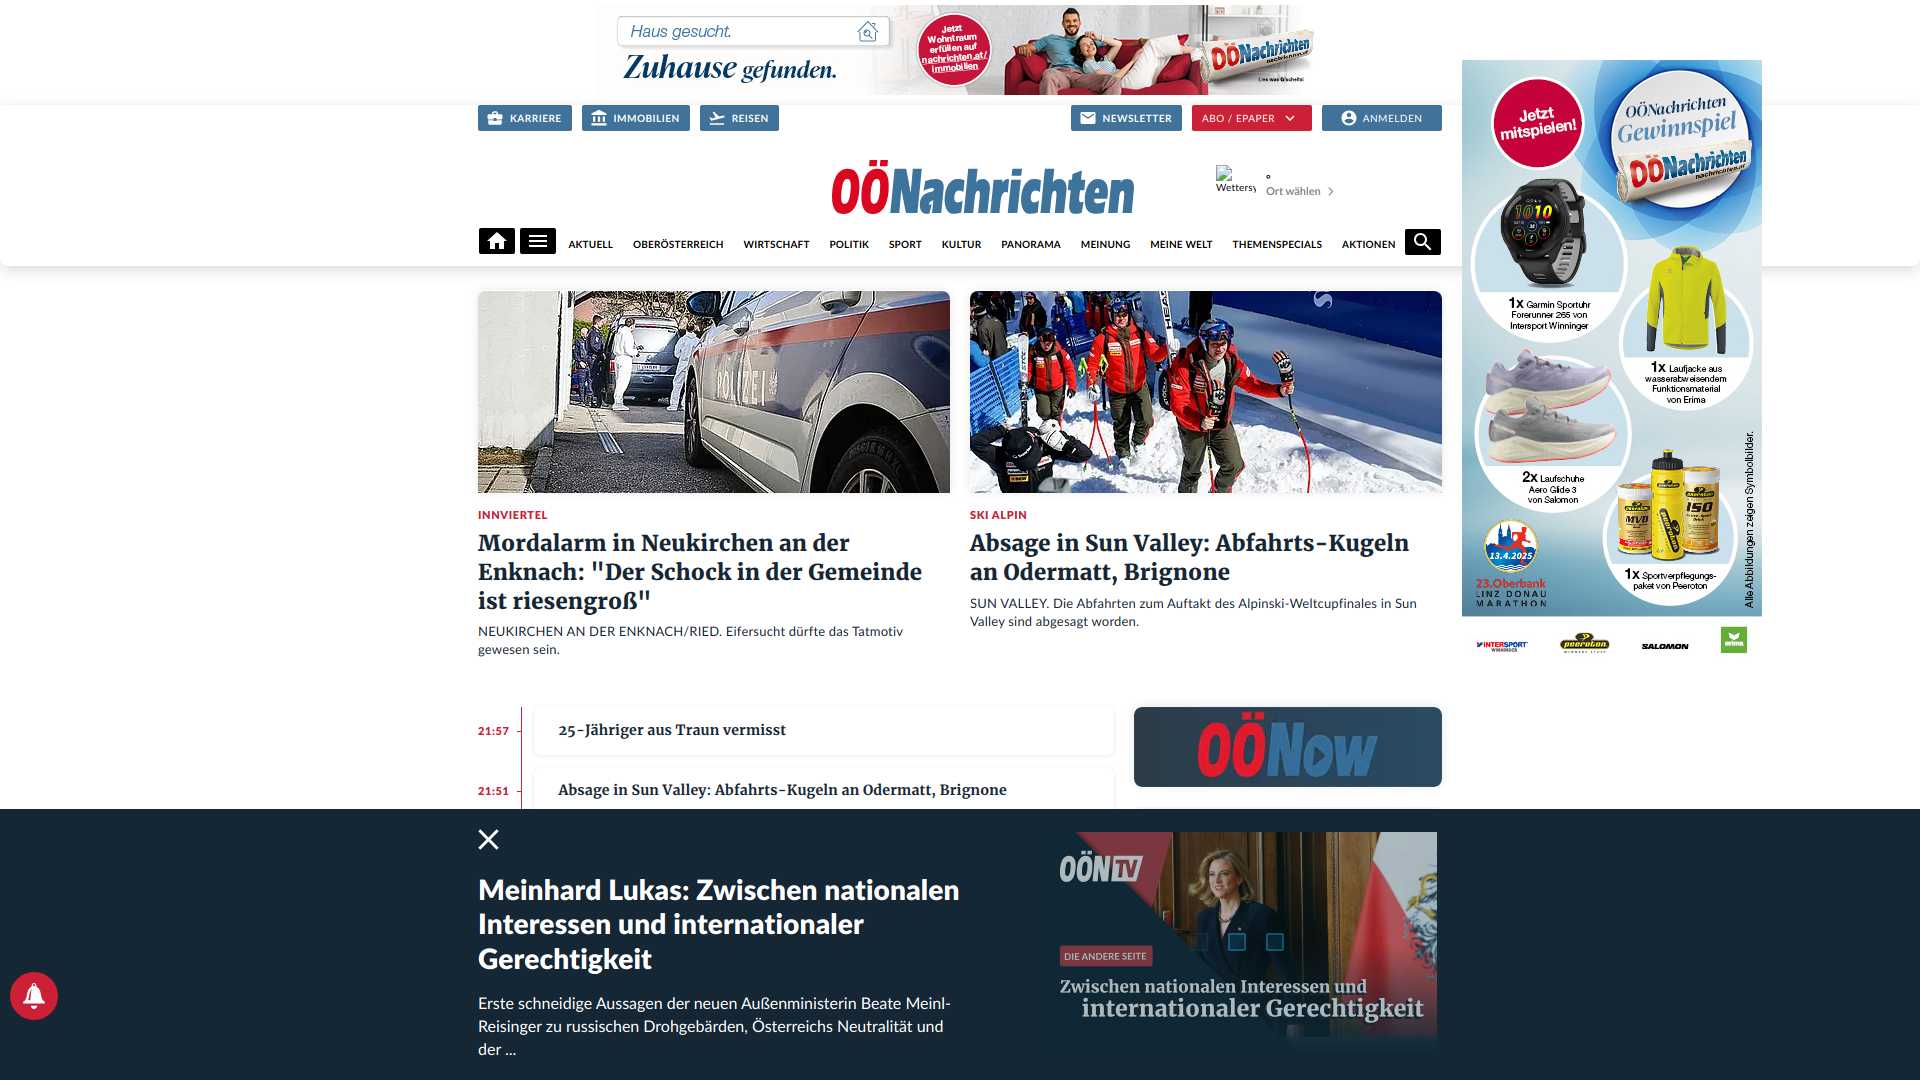 Haus gesucht.
Zuhause gefunden.
Jetzt
Wohntraum
erfüllen auf
nachrichten.at/
immobilien
OÖNachrichten
Lies was G'scheits!
KARRIERE
IMMOBILIEN
REISEN
NEWSLETTER
ABO / EPAPER
ANMELDEN
OÖNachrichten
Wettersy
°
Ort wählen
AKTUELL
OBERÖSTERREICH
WIRTSCHAFT
POLITIK
SPORT
KULTUR
PANORAMA
MEINUNG
MEINE WELT
THEMENSPECIALS
AKTIONEN
Jetzt
mitspielen!
OÖNachrichten
Gewinnspiel
OÖNachrichten
1x Garmin Sportuhr
Forerunner 265 von
Intersport Winninger
1x Laufjacke aus
wasserabweisendem
Funktionsmaterial
von Erima
2x Laufschuhe
Aero Glide 3
von Salomon
1x Sportverpflegungs-
paket von Peeroton
13.4.2025
23.Oberbank
LINZ DONAU
MARATHON
Alle Abbildungen zeigen Symbolbilder.
INTERSPORT
WINNINGER
peeroton
SALOMON
erima
POLIZEI
HEAD
INNVIERTEL
Mordalarm in Neukirchen an der
Enknach: "Der Schock in der Gemeinde
ist riesengroß"
NEUKIRCHEN AN DER ENKNACH/RIED. Eifersucht dürfte das Tatmotiv
gewesen sein.
SKI ALPIN
Absage in Sun Valley: Abfahrts-Kugeln
an Odermatt, Brignone
SUN VALLEY. Die Abfahrten zum Auftakt des Alpinski-Weltcupfinales in Sun
Valley sind abgesagt worden.
21:57
25-Jähriger aus Traun vermisst
21:51
Absage in Sun Valley: Abfahrts-Kugeln an Odermatt, Brignone
OÖNow
Meinhard Lukas: Zwischen nationalen
Interessen und internationaler
Gerechtigkeit
Erste schneidige Aussagen der neuen Außenministerin Beate Meinl-
Reisinger zu russischen Drohgebärden, Österreichs Neutralität und
der ...
OÖN TV
DIE ANDERE SEITE
Zwischen nationalen Interessen und
internationaler Gerechtigkeit